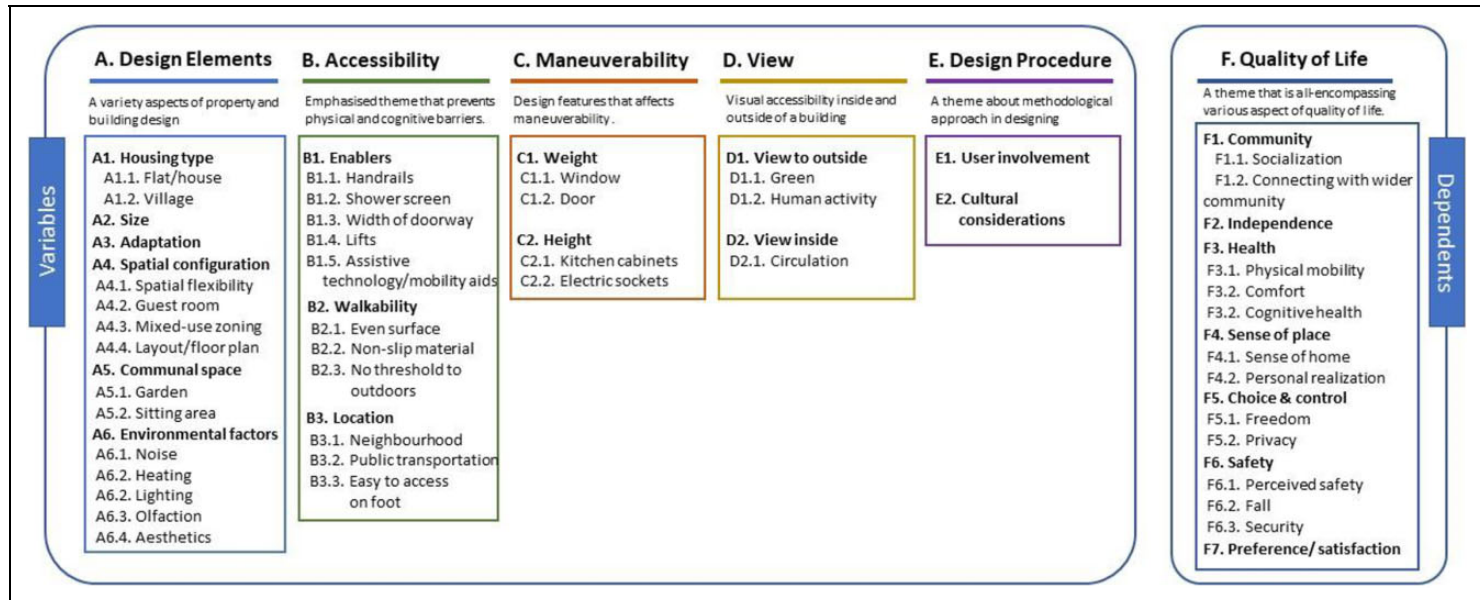 Variables
A. Design Elements
A variety aspects of property and
building design
A1. Housing type
A1.1. Flat/house
A1.2. Village
A2. Size
A3. Adaptation
A4. Spatial configuration
A4.1. Spatial flexibility
A4.2. Guest room
A4.3. Mixed-use zoning
A4.4. Layout/floor plan
A5. Communal space
A5.1. Garden
A5.2. Sitting area
A6. Environmental factors
A6.1. Noise
A6.2. Heating
A6.2. Lighting
A6.3. Olfaction
A6.4. Aesthetics
B. Accessibility
Emphasised theme that prevents
physical and cognitive barriers.
B1. Enablers
B1.1. Handrails
B1.2. Shower screen
B1.3. Width of doorway
B1.4. Lifts
B1.5. Assistive
technology/mobility aids
B2. Walkability
B2.1. Even surface
B2.2. Non-slip material
B2.3. No threshold to
outdoors
B3. Location
B3.1. Neighbourhood
B3.2. Public transportation
B3.3. Easy to access
on foot
C. Maneuverability
Design features that affects
maneuverability .
C1. Weight
C1.1. Window
C1.2. Door
C2. Height
C2.1. Kitchen cabinets
C2.2. Electric sockets
D. View
Visual accessibility inside and
outside of a building
D1. View to outside
D1.1. Green
D1.2. Human activity
D2. View inside
D2.1. Circulation
E. Design Procedure
A theme about methodological
approach in designing
E1. User involvement
E2. Cultural
considerations
F. Quality of Life
A theme that is all-encompassing
various aspect of quality of life.
F1. Community
F1.1. Socialization
F1.2. Connecting with wider
community
F2. Independence
F3. Health
F3.1. Physical mobility
F3.2. Comfort
F3.2. Cognitive health
F4. Sense of place
F4.1. Sense of home
F4.2. Personal realization
F5. Choice & control
F5.1. Freedom
F5.2. Privacy
F6. Safety
F6.1. Perceived safety
F6.2. Fall
F6.3. Security
F7. Preference/ satisfaction
Dependents